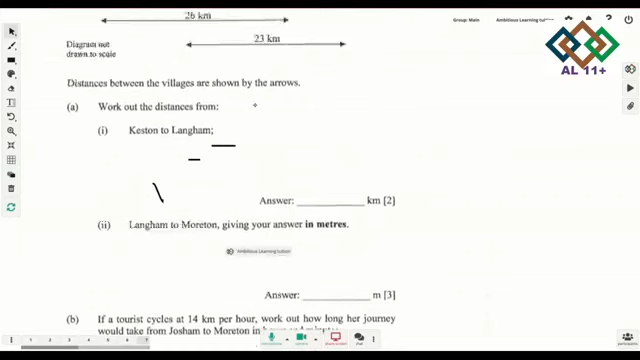 26 km
Group: Main
Ambitious Learning tuition
Diagram not
drawn to scale
23 km
AL 11+
Distances between the villages are shown by the arrows.
(a) Work out the distances from:
(i) Keston to Langham;
Answer: ____________ km [2]
(ii) Langham to Moreton, giving your answer in metres.
Ambitious Learning tuition
Answer: ____________ m [3]
(b) If a tourist cycles at 14 km per hour, work out how long her journey
would take from Josham to Moreton in